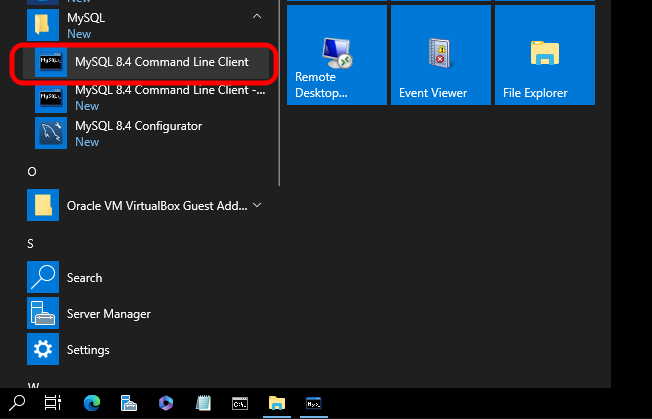 MySQL
New
MySQL 8.4 Command Line Client
MySQL 8.4 Command Line Client -...
New
MySQL 8.4 Configurator
New
O
Oracle VM VirtualBox Guest Add...
S
Search
Server Manager
Settings
W
Remote
Desktop...
Event Viewer
File Explorer